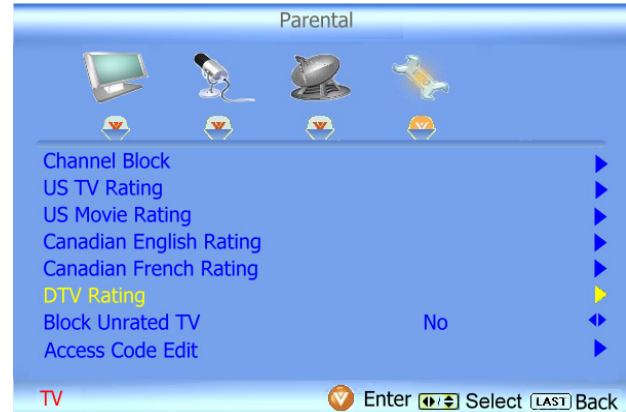 Parental
Channel Block
US TV Rating
US Movie Rating
Canadian English Rating
Canadian French Rating
DTV Rating
Block Unrated TV No
Access Code Edit
TV V Enter Select LAST Back